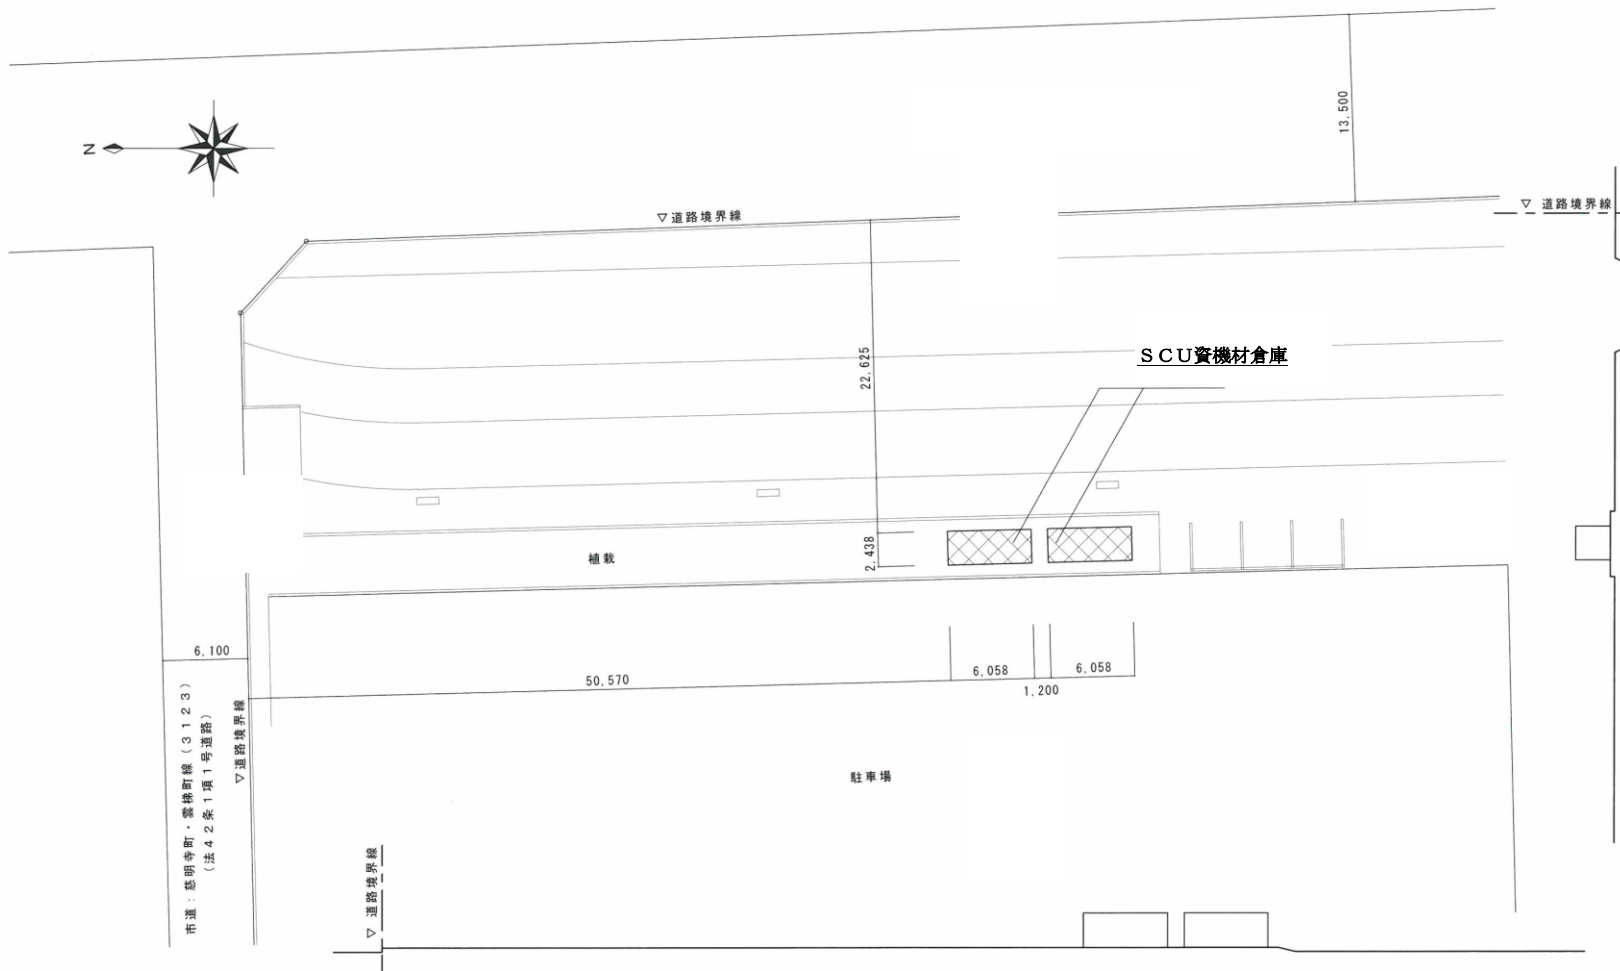 13,500
N
▽道路境界線
▽ 道路境界線
SCU資機材倉庫
22,625
2,438
植栽
6,100
50,570
6,058
6,058
1,200
市道:慈明寺町・雲梯町線(3123)
(法42条1項1号道路)
▽道路境界線
駐車場
▽ 道路境界線